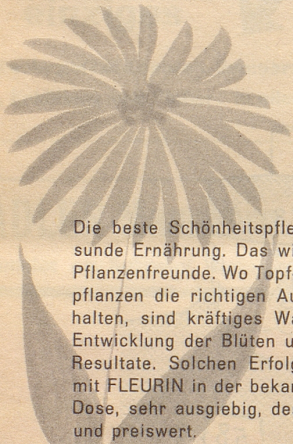 Die beste Schönheitspfle
sunde Ernährung. Das wi
Pflanzenfreunde. Wo Topf
pflanzen die richtigen Au
halten, sind kräftiges Wa
Entwicklung der Blüten u
Resultate. Solchen Erfolg
mit FLEURIN in der bekan
Dose, sehr ausgiebig, de
und preiswert.